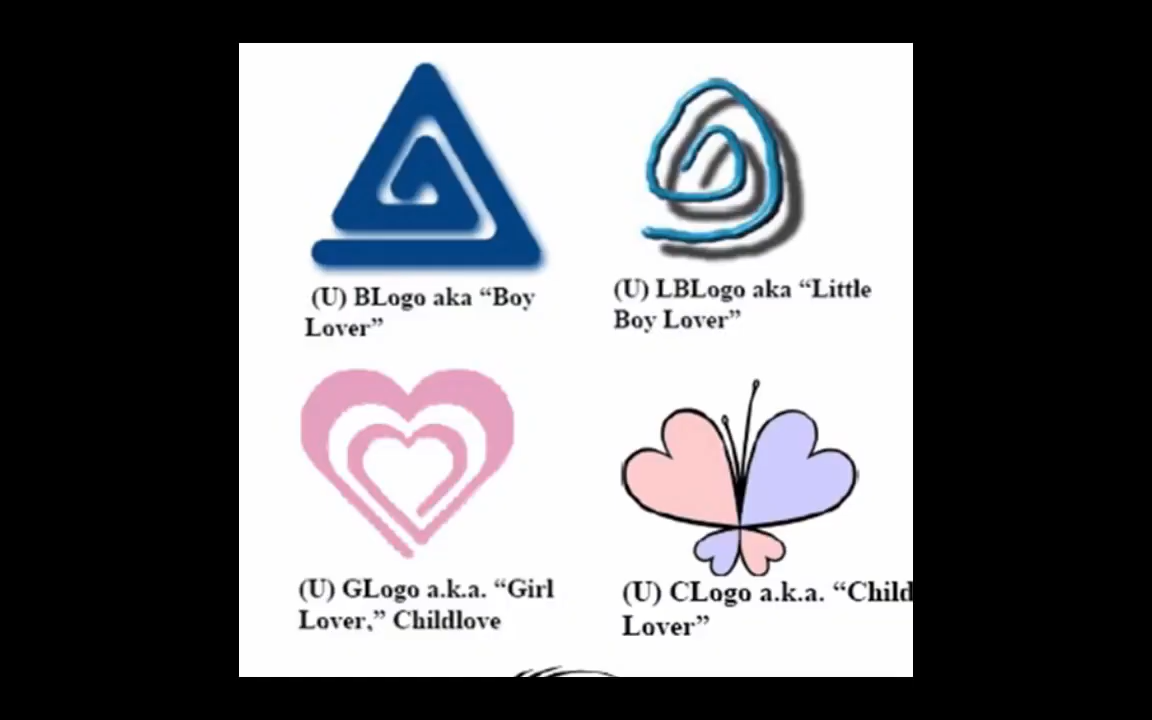 (U) BLogo aka “Boy
Lover”
(U) LBLogo aka “Little
Boy Lover”
(U) GLogo a.k.a. “Girl
Lover,” Childlove
(U) CLogo a.k.a. “Child
Lover”